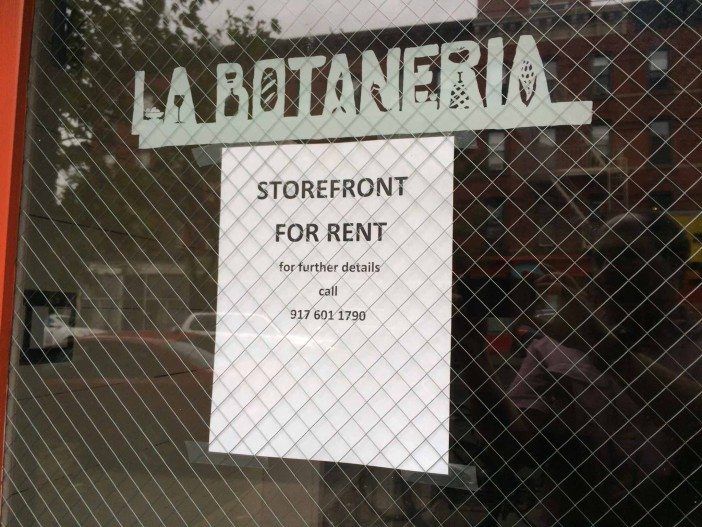 LA BOTANERIA
STOREFRONT
FOR RENT
for further details
call
917 601 1790